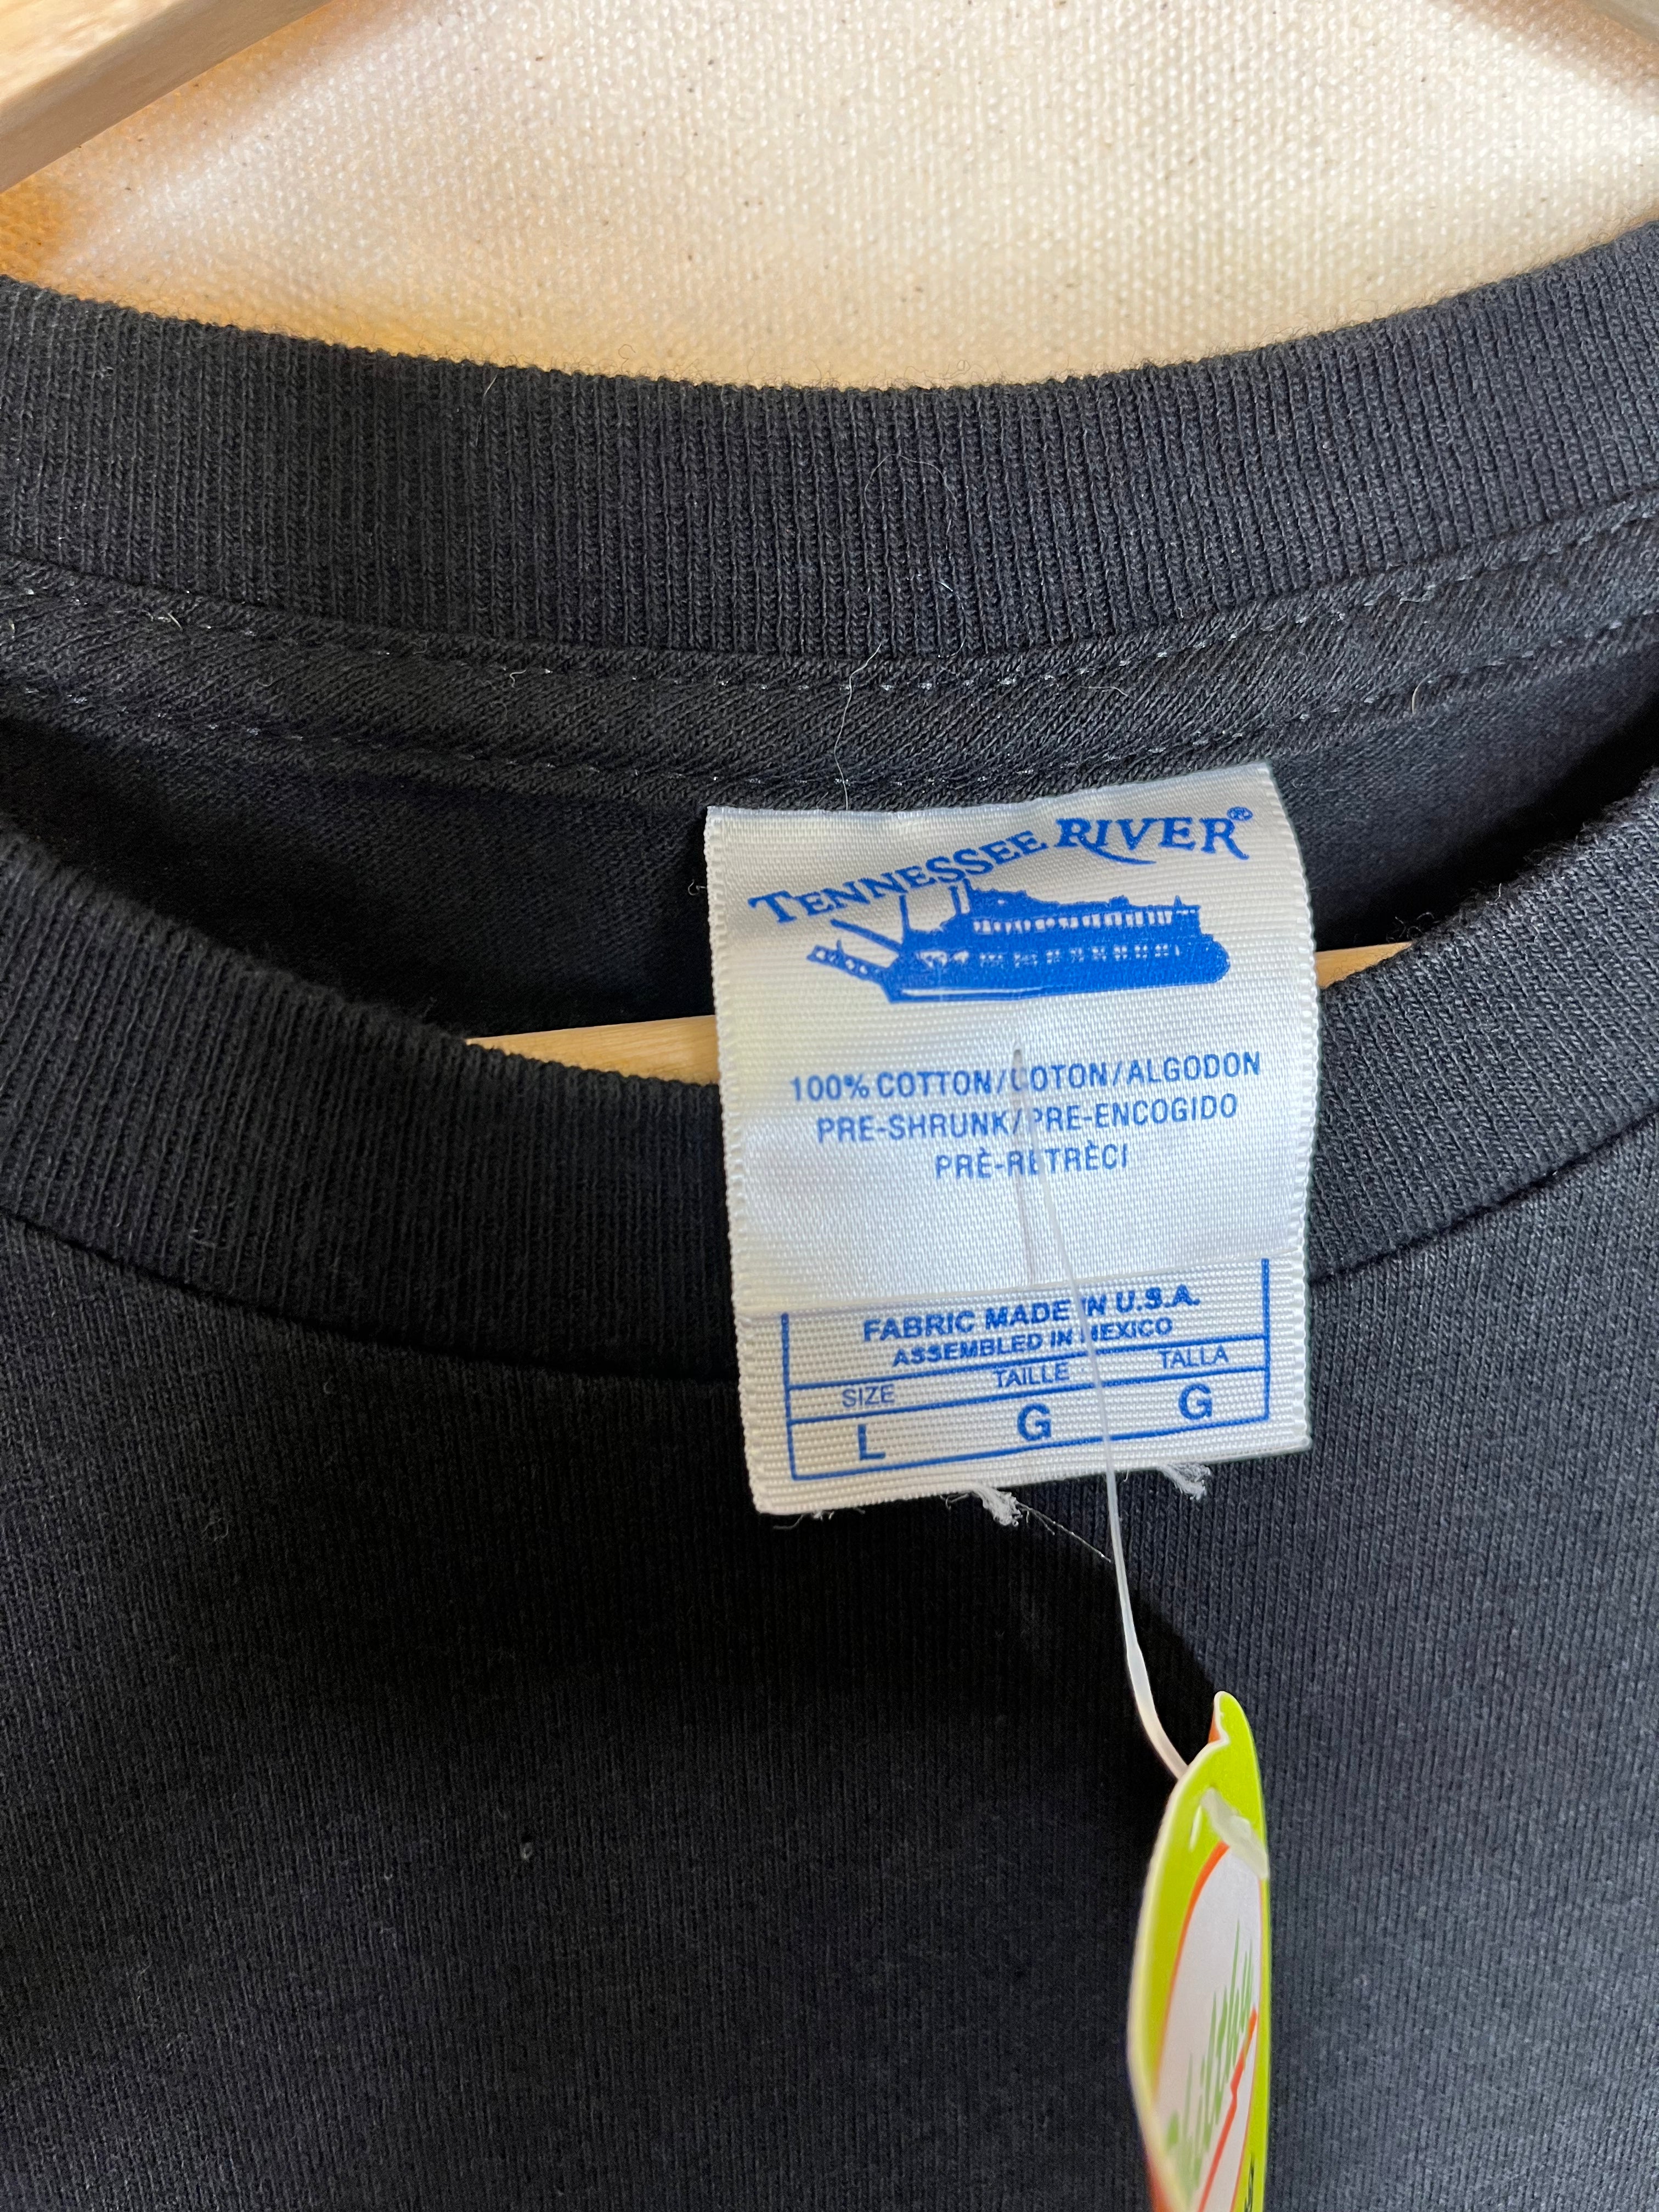 TENNESSEE RIVER®
100% COTTON/COTON/ALGODON
PRE-SHRUNK/PRE-ENCOGIDO
PRÈ-RETRÈCI
FABRIC MADE IN U.S.A.
ASSEMBLED IN MEXICO
SIZE TAILLE TALLA
L G G